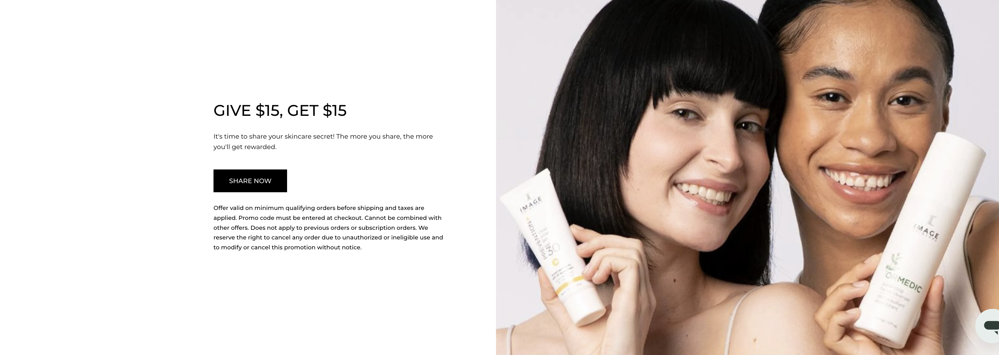 GIVE $15, GET $15
It's time to share your skincare secret! The more you share, the more
you'll get rewarded.
SHARE NOW
Offer valid on minimum qualifying orders before shipping and taxes are
applied. Promo code must be entered at checkout. Cannot be combined with
other offers. Does not apply to previous orders or subscription orders. We
reserve the right to cancel any order due to unauthorized or ineligible use and
to modify or cancel this promotion without notice.
IMAGE
PREVENTION+
IMAGE
SKINCARE
ORMEDIC
balancing
facial cleanser